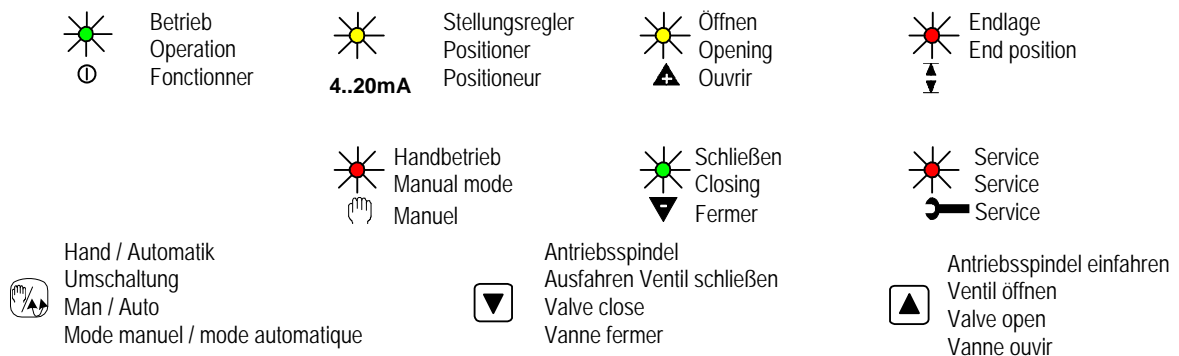 Betrieb
Operation
Fonctionner
Stellungsregler
Positioner
Positioneur
4..20mA
Öffnen
Opening
Ouvrir
Endlage
End position
Handbetrieb
Manual mode
Manuel
Schließen
Closing
Fermer
Service
Service
Service
Hand / Automatik
Umschaltung
Man / Auto
Mode manuel / mode automatique
Antriebsspindel
Ausfahren Ventil schließen
Valve close
Vanne fermer
Antriebsspindel einfahren
Ventil öffnen
Valve open
Vanne ouvir